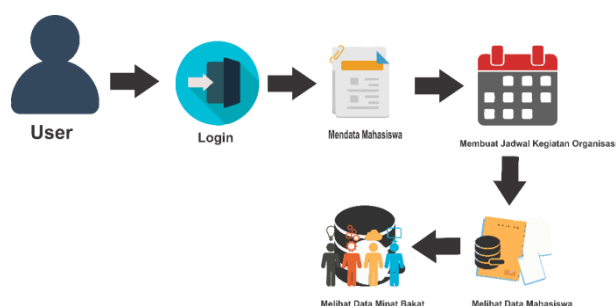 User
Login
Mendata Mahasiswa
Membuat Jadwal Kegiatan Organisasi
Melihat Data Mahasiswa
Melihat Data Minat Bakat